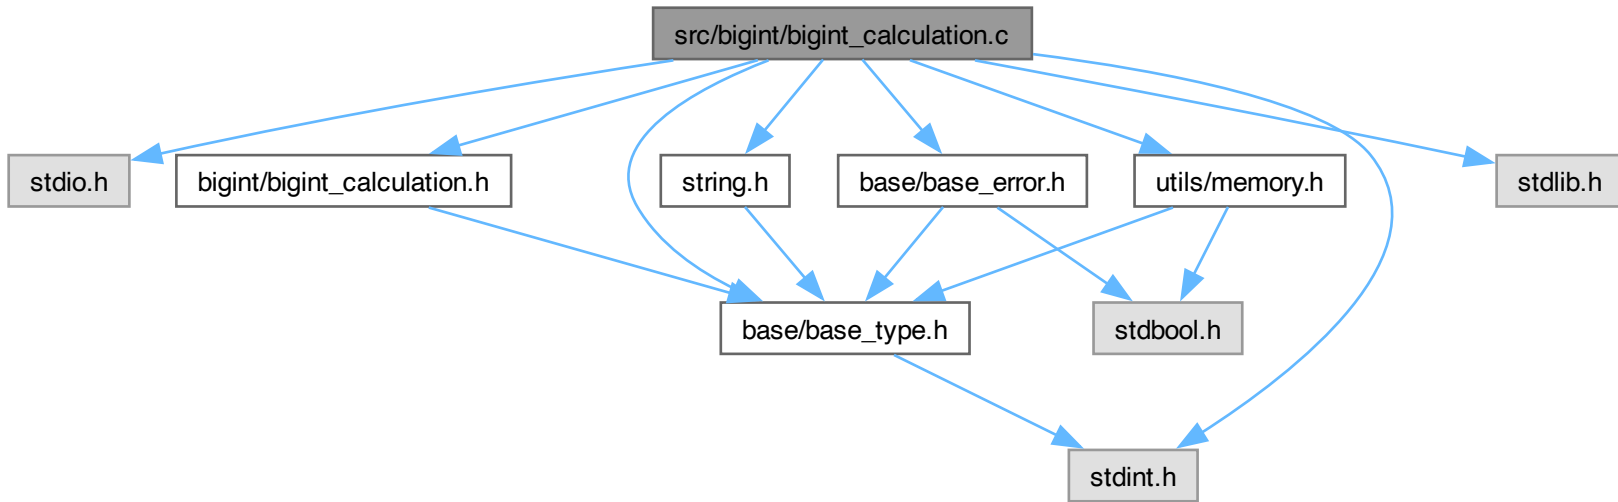 src/bigint/bigint_calculation.c
stdio.h
bigint/bigint_calculation.h
string.h
base/base_error.h
utils/memory.h
stdlib.h
base/base_type.h
stdbool.h
stdint.h